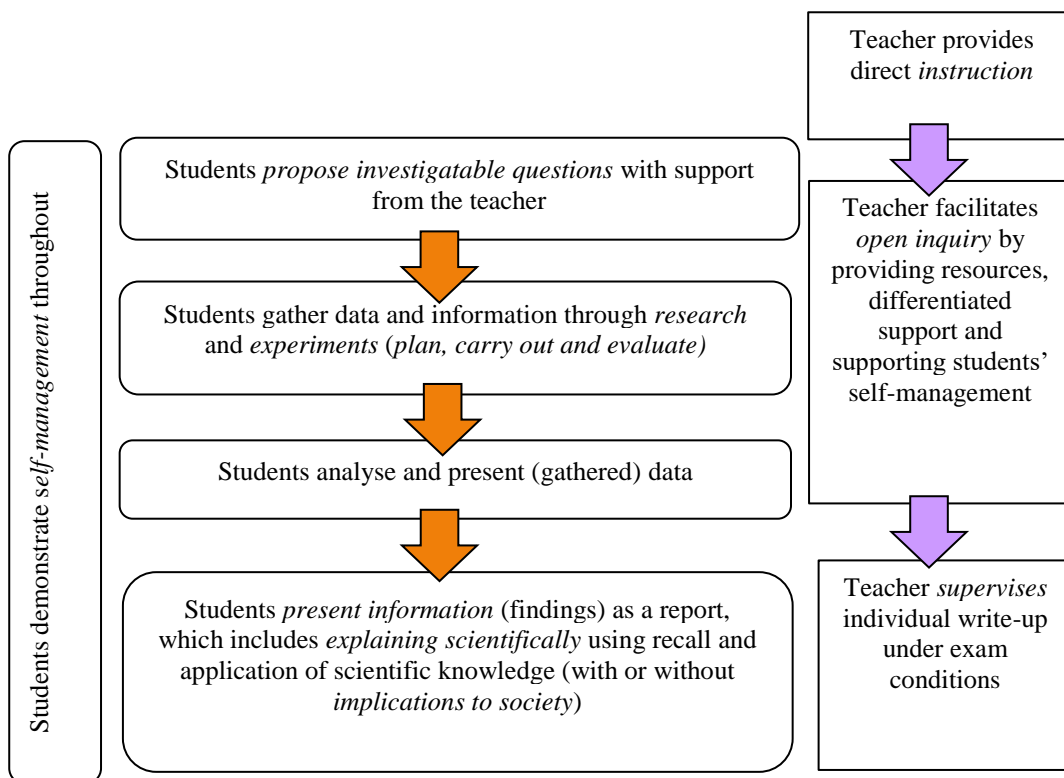 Students demonstrate self-management throughout
Students propose investigatable questions with support
from the teacher
Students gather data and information through research
and experiments (plan, carry out and evaluate)
Students analyse and present (gathered) data
Students present information (findings) as a report,
which includes explaining scientifically using recall and
application of scientific knowledge (with or without
implications to society)
Teacher provides
direct instruction
Teacher facilitates
open inquiry by
providing resources,
differentiated
support and
supporting students’
self-management
Teacher supervises
individual write-up
under exam
conditions